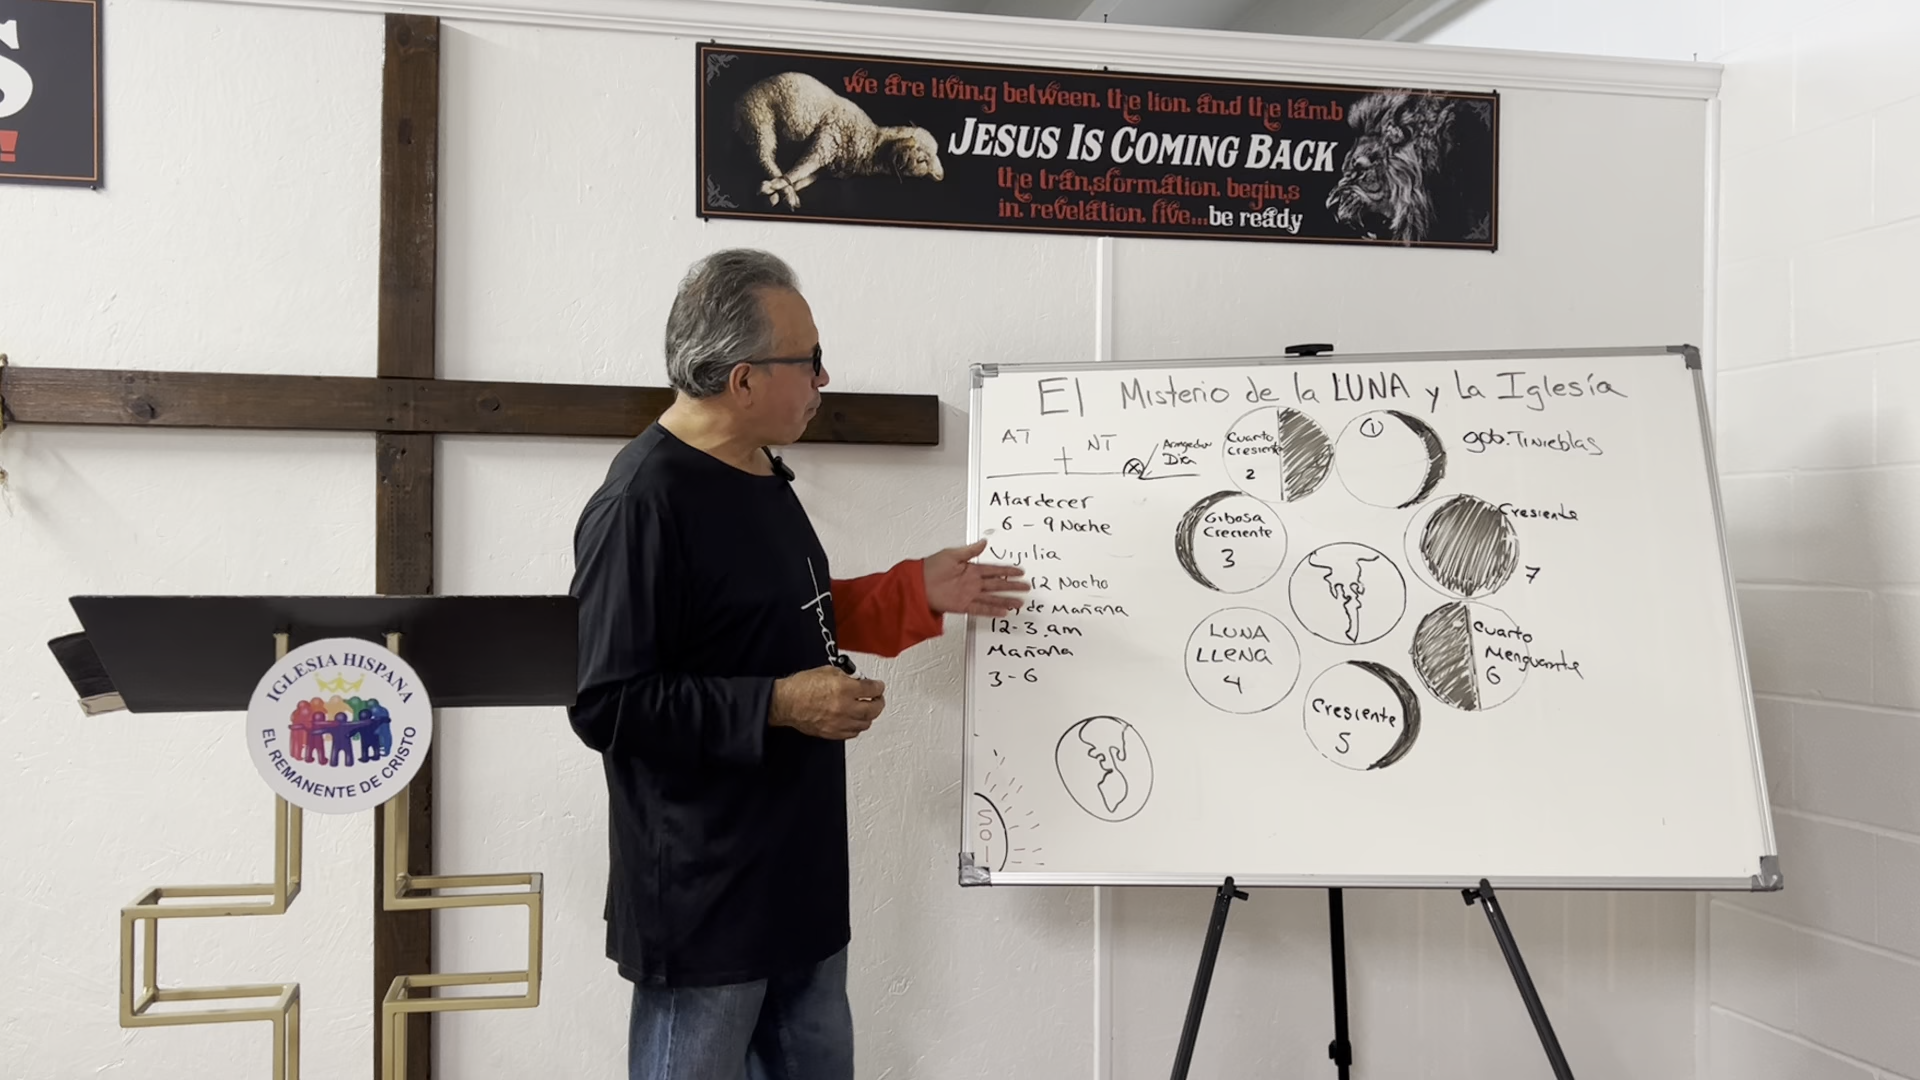 S
!
we are living between the lion and the lamb
JESUS IS COMING BACK
the transformation begins
in revelation five...be ready
El Misterio de la LUNA y La Iglesia
AT
NT
Dia
Atardecer
6 - 9 Noche
Vigilia
12 Noche
de Mañana
12-3 am
Mañana
3-6
SOl
Cuarto
Cresiente
2
1
gob. Tinieblas
Gibosa
Creciente
3
Cresiente
7
LUNA
LLENA
4
Cuarto
Menguante
6
Cresiente
5
IGLESIA HISPANA
EL REMANENTE DE CRISTO